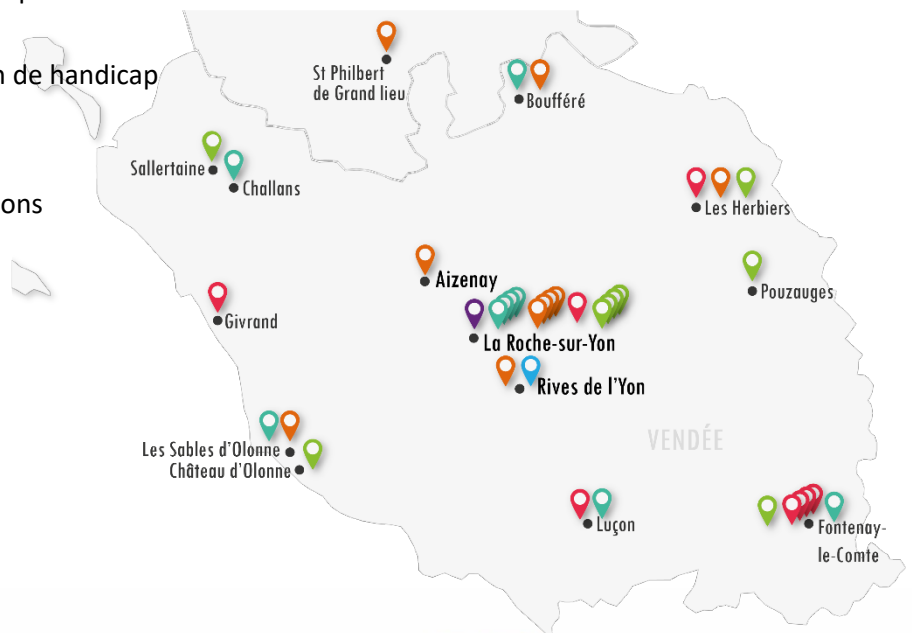 n de handicap
ons
St Philbert
de Grand lieu
Boufféré
Sallertaine
Challans
Les Herbiers
Aizenay
Pouzauges
Givrand
La Roche-sur-Yon
Rives de l'Yon
VENDÉE
Les Sables d'Olonne
Château d'Olonne
Luçon
Fontenay-
le-Comte